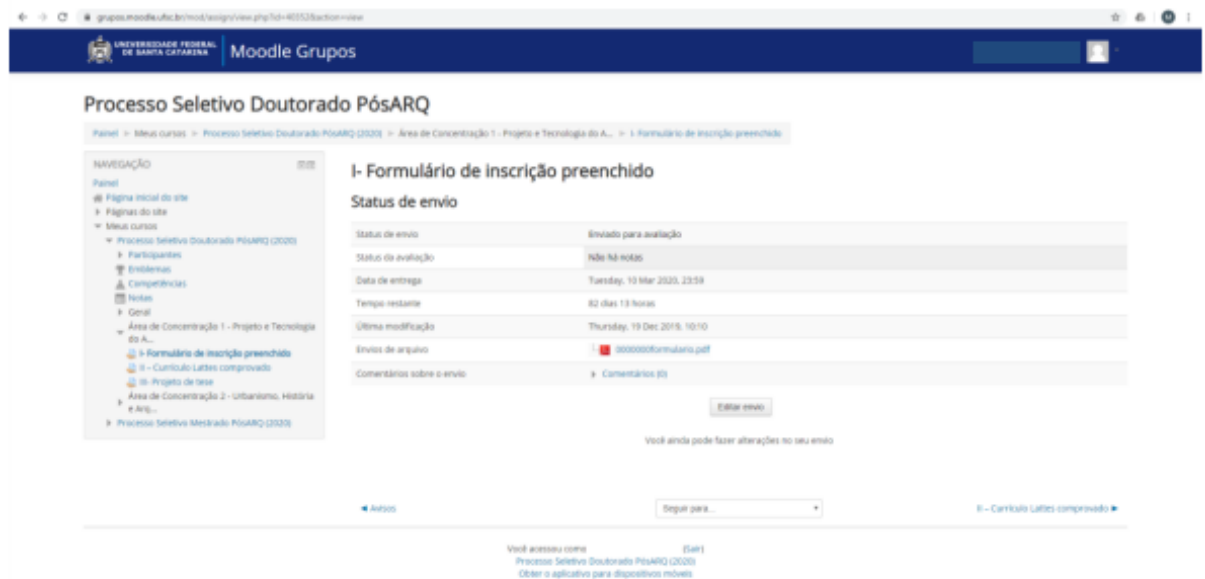 grupos.moodle.ufsc.br/mod/assign/view.php?id=40352&action=view
UNIVERSIDADE FEDERAL
DE SANTA CATARINA
Moodle Grupos
Processo Seletivo Doutorado PósARQ
Painel > Meus cursos > Processo Seletivo Doutorado PósARQ (2020) > Área de Concentração 1 - Projeto e Tecnologia do A... > I- Formulário de inscrição preenchido
NAVEGAÇÃO
Painel
Página inicial do site
Páginas do site
Meus cursos
Processo Seletivo Doutorado PósARQ (2020)
Participantes
Emblemas
Competências
Notas
Geral
Área de Concentração 1 - Projeto e Tecnologia
do A...
I- Formulário de inscrição preenchido
II – Currículo Lattes comprovado
III- Projeto de tese
Área de Concentração 2 - Urbanismo, História
e Arq...
Processo Seletivo Mestrado PósARQ (2020)
I- Formulário de inscrição preenchido
Status de envio
Status de envio Enviado para avaliação
Status da avaliação Não há notas
Data de entrega Tuesday, 10 Mar 2020, 23:59
Tempo restante 82 dias 13 horas
Última modificação Thursday, 19 Dec 2019, 10:10
Envios de arquivo 0000000formulario.pdf
Comentários sobre o envio Comentários (0)
Editar envio
Você ainda pode fazer alterações no seu envio
◄ Avisos
Seguir para...
II – Currículo Lattes comprovado ►
Você acessou como (Sair)
Processo Seletivo Doutorado PósARQ (2020)
Obter o aplicativo para dispositivos móveis